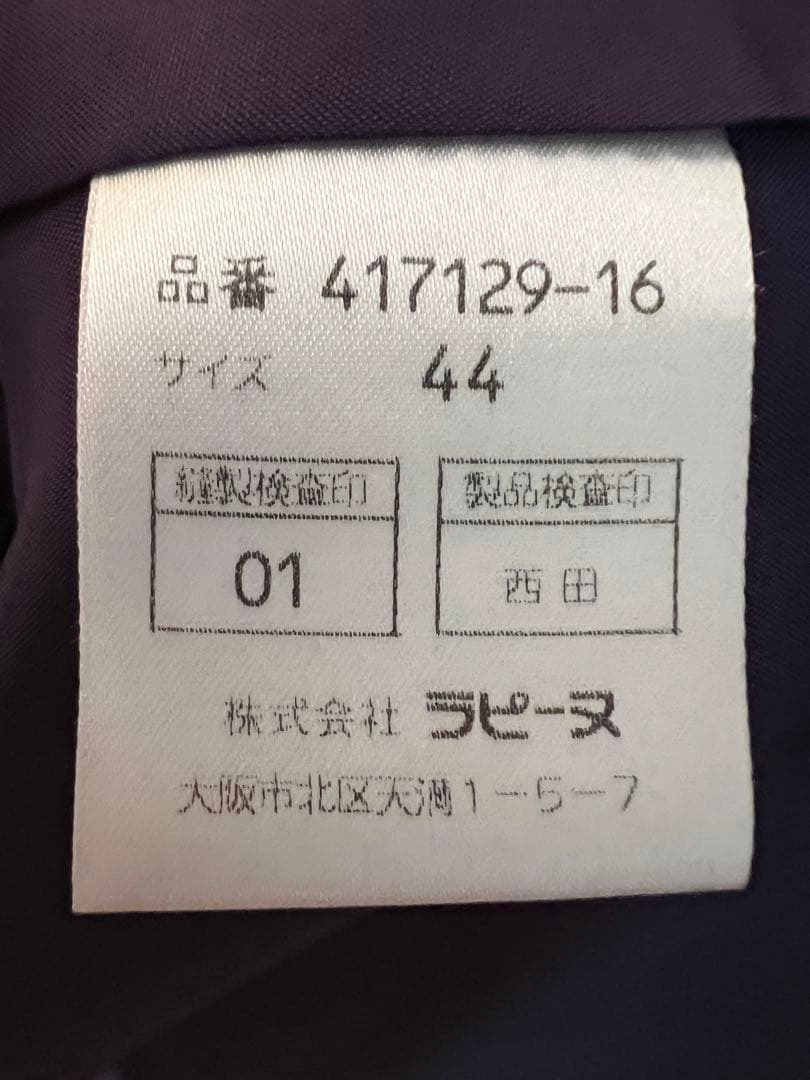 品番 417129-16
サイズ 44
縫製検査印 製品検査印
01 西田
株式会社 ラピーヌ
大阪市北区天満1-5-7